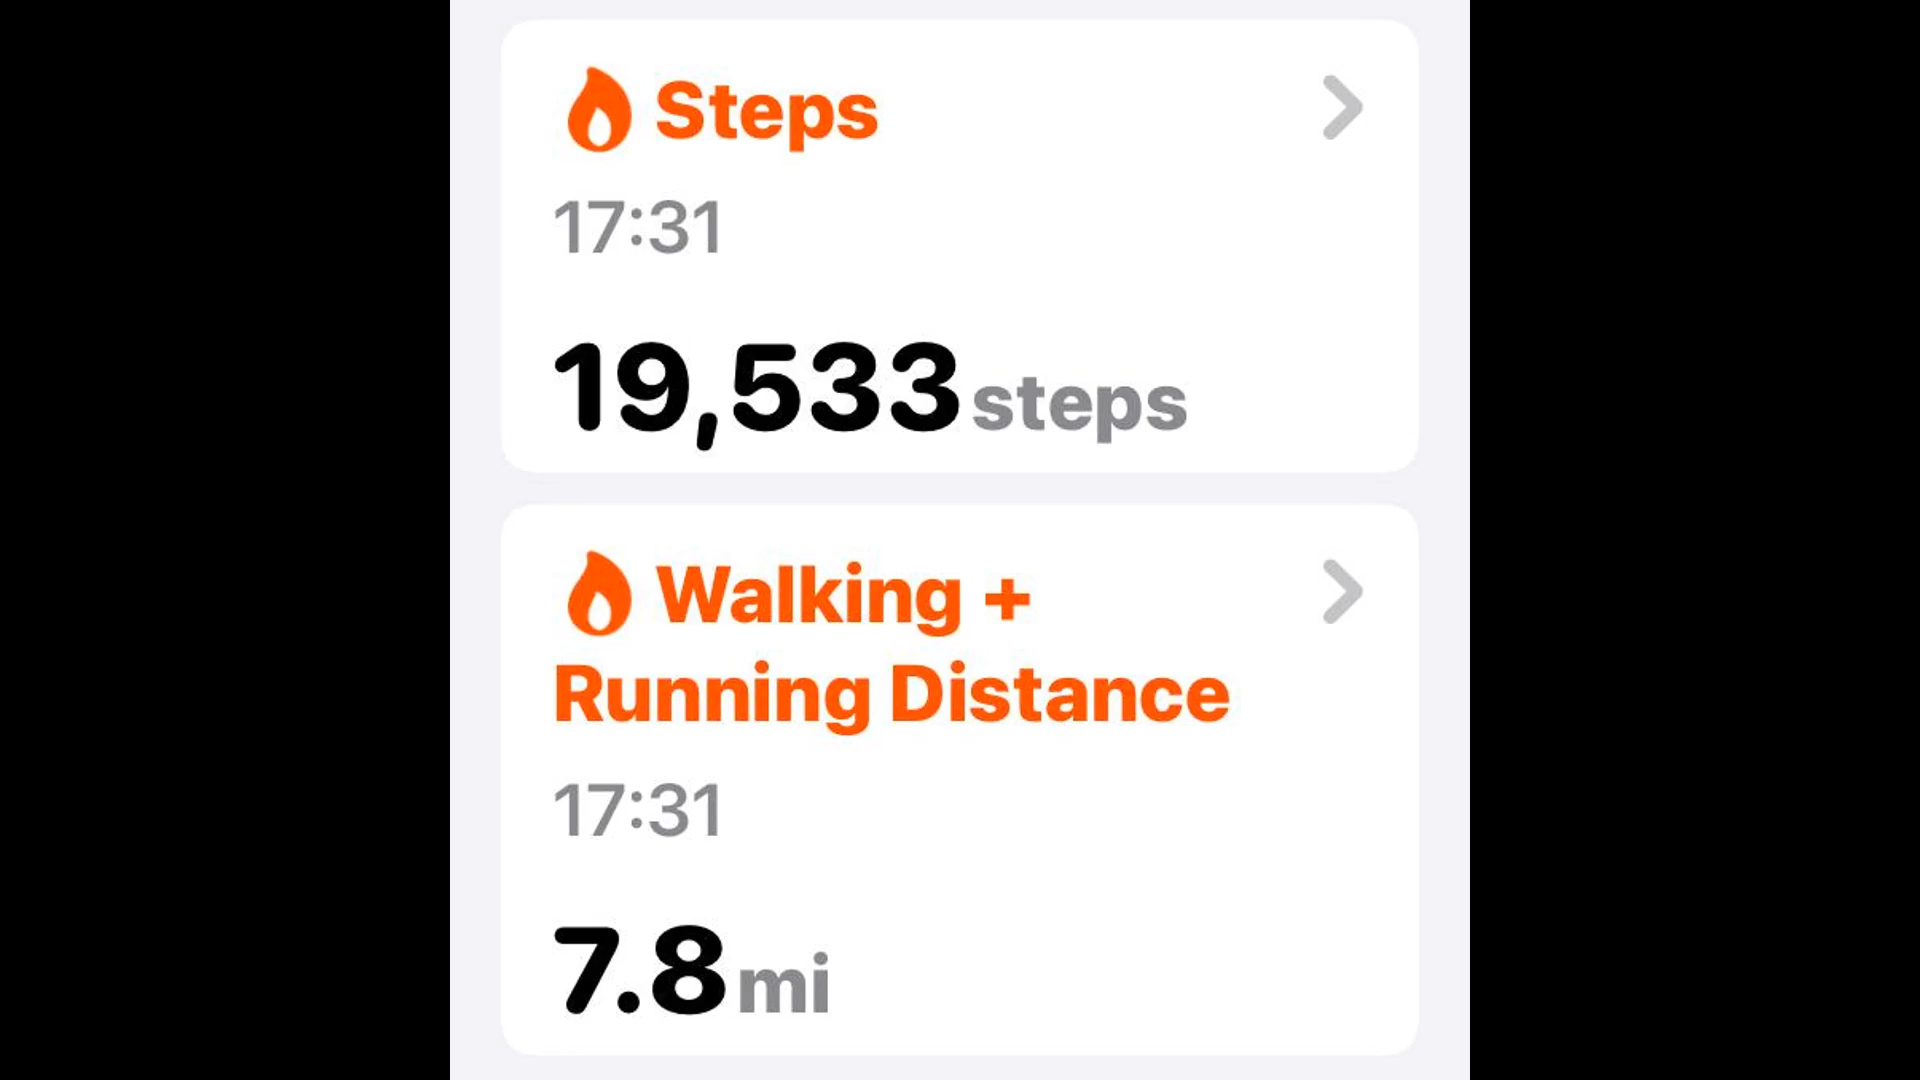 Steps
17:31
19,533 steps
Walking +
Running Distance
17:31
7.8 mi